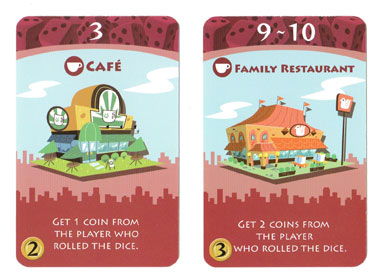 3
CAFÉ
GET 1 COIN FROM
THE PLAYER WHO
ROLLED THE DICE.
2
9~10
FAMILY RESTAURANT
GET 2 COINS FROM
THE PLAYER
WHO ROLLED THE DICE.
3